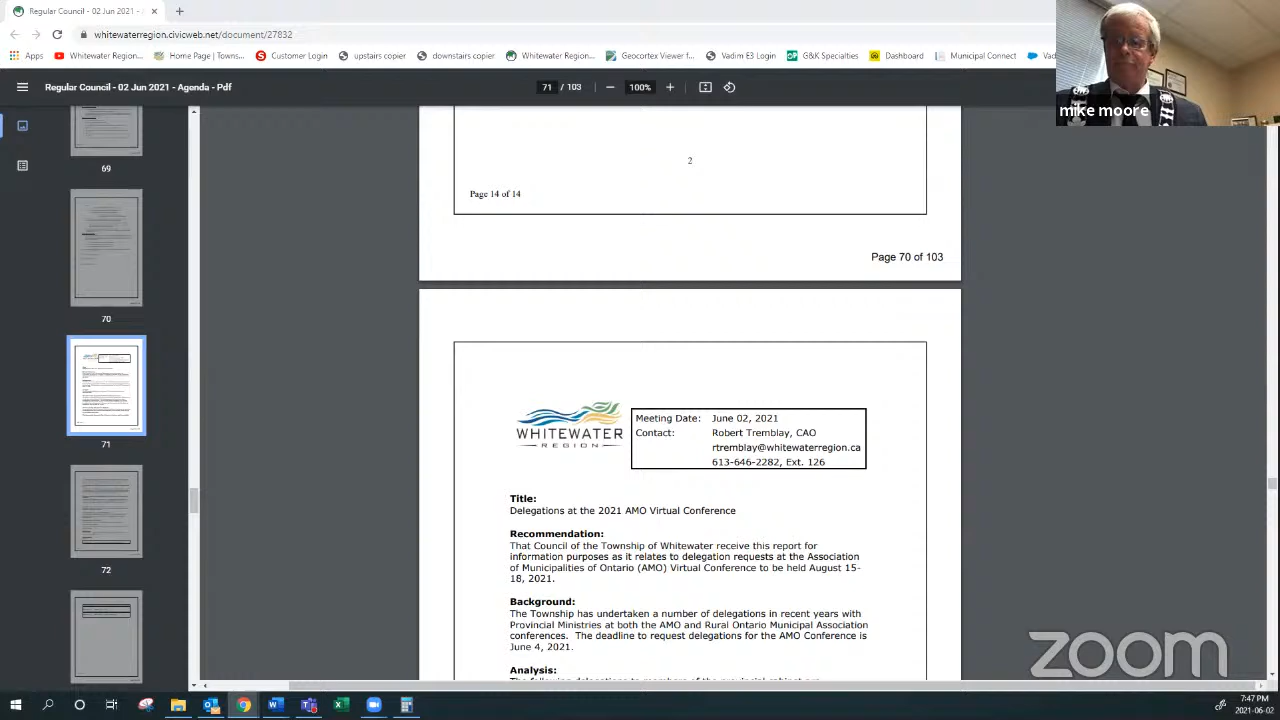 Regular Council - 02 Jun 2021 -
whitewaterregion.civicweb.net/document/27832
Apps Whitewater Region... Home Page | Towns... Customer Login upstairs copier downstairs copier Whitewater Region... Geocortex Viewer f... Vadim E3 Login G&K Specialties Dashboard Municipal Connect Vad
mike moore
Regular Council - 02 Jun 2021 - Agenda - Pdf 71 / 103 100%
69
70
71
72
2
Page 14 of 14
Page 70 of 103
WHITEWATER
REGION
Meeting Date: June 02, 2021
Contact: Robert Tremblay, CAO
rtremblay@whitewaterregion.ca
613-646-2282, Ext. 126
Title:
Delegations at the 2021 AMO Virtual Conference
Recommendation:
That Council of the Township of Whitewater receive this report for
information purposes as it relates to delegation requests at the Association
of Municipalities of Ontario (AMO) Virtual Conference to be held August 15-
18, 2021.
Background:
The Township has undertaken a number of delegations in recent years with
Provincial Ministries at both the AMO and Rural Ontario Municipal Association
conferences. The deadline to request delegations for the AMO Conference is
June 4, 2021.
Analysis:
zoom
7:47 PM
2021-06-02